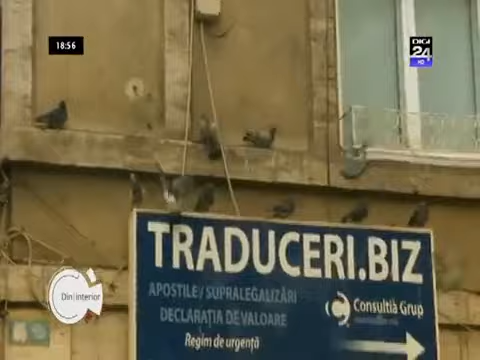 18:56
DIGI
24
HD
TRADUCERI.BIZ
APOSTILE/SUPRALEGALIZĂRI
DECLARAȚIA DE VALOARE
Regim de urgență
Consultia Grup
Din|interior